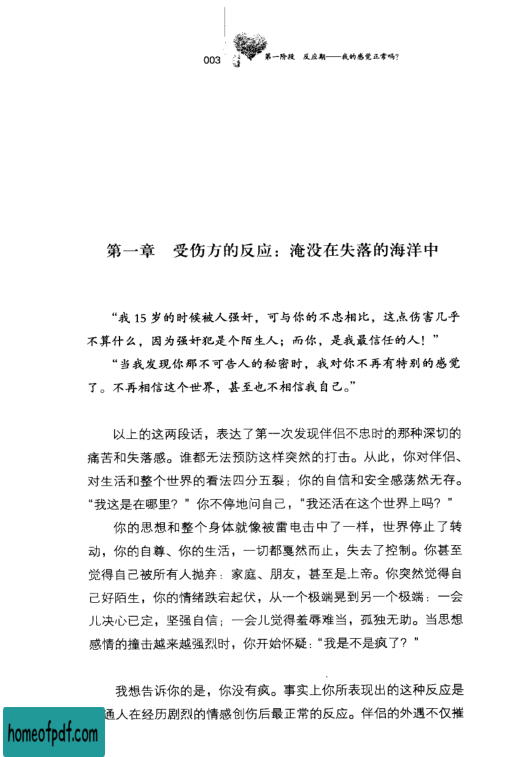 003
第一阶段 反应期——我的感觉正常吗?
第一章 受伤方的反应：淹没在失落的海洋中
“我 15 岁的时候被人强奸，可与你的不忠相比，这点伤害几乎
不算什么，因为强奸犯是个陌生人；而你，是我最信任的人！”
“当我发现你那不可告人的秘密时，我对你不再有特别的感觉
了。不再相信这个世界，甚至也不相信我自己。”
以上的这两段话，表达了第一次发现伴侣不忠时的那种深切的
痛苦和失落感。谁都无法预防这样突然的打击。从此，你对伴侣、
对生活和整个世界的看法四分五裂；你的自信和安全感荡然无存。
“我这是在哪里？”你不停地问自己，“我还活在这个世界上吗？”
你的思想和整个身体就像被雷电击中了一样，世界停止了转
动，你的自尊、你的生活，一切都戛然而止，失去了控制。你甚至
觉得自己被所有人抛弃：家庭、朋友，甚至是上帝。你突然觉得自
己好陌生，你的情绪跌宕起伏，从一个极端晃到另一个极端：一会
儿决心已定，坚强自信；一会儿觉得羞辱难当，孤独无助。当思想
感情的撞击越来越强烈时，你开始怀疑：“我是不是疯了？”
我想告诉你的是，你没有疯。事实上你所表现出的这种反应是
通人在经历剧烈的情感创伤后最正常的反应。伴侣的外遇不仅摧
homeofpdf.com